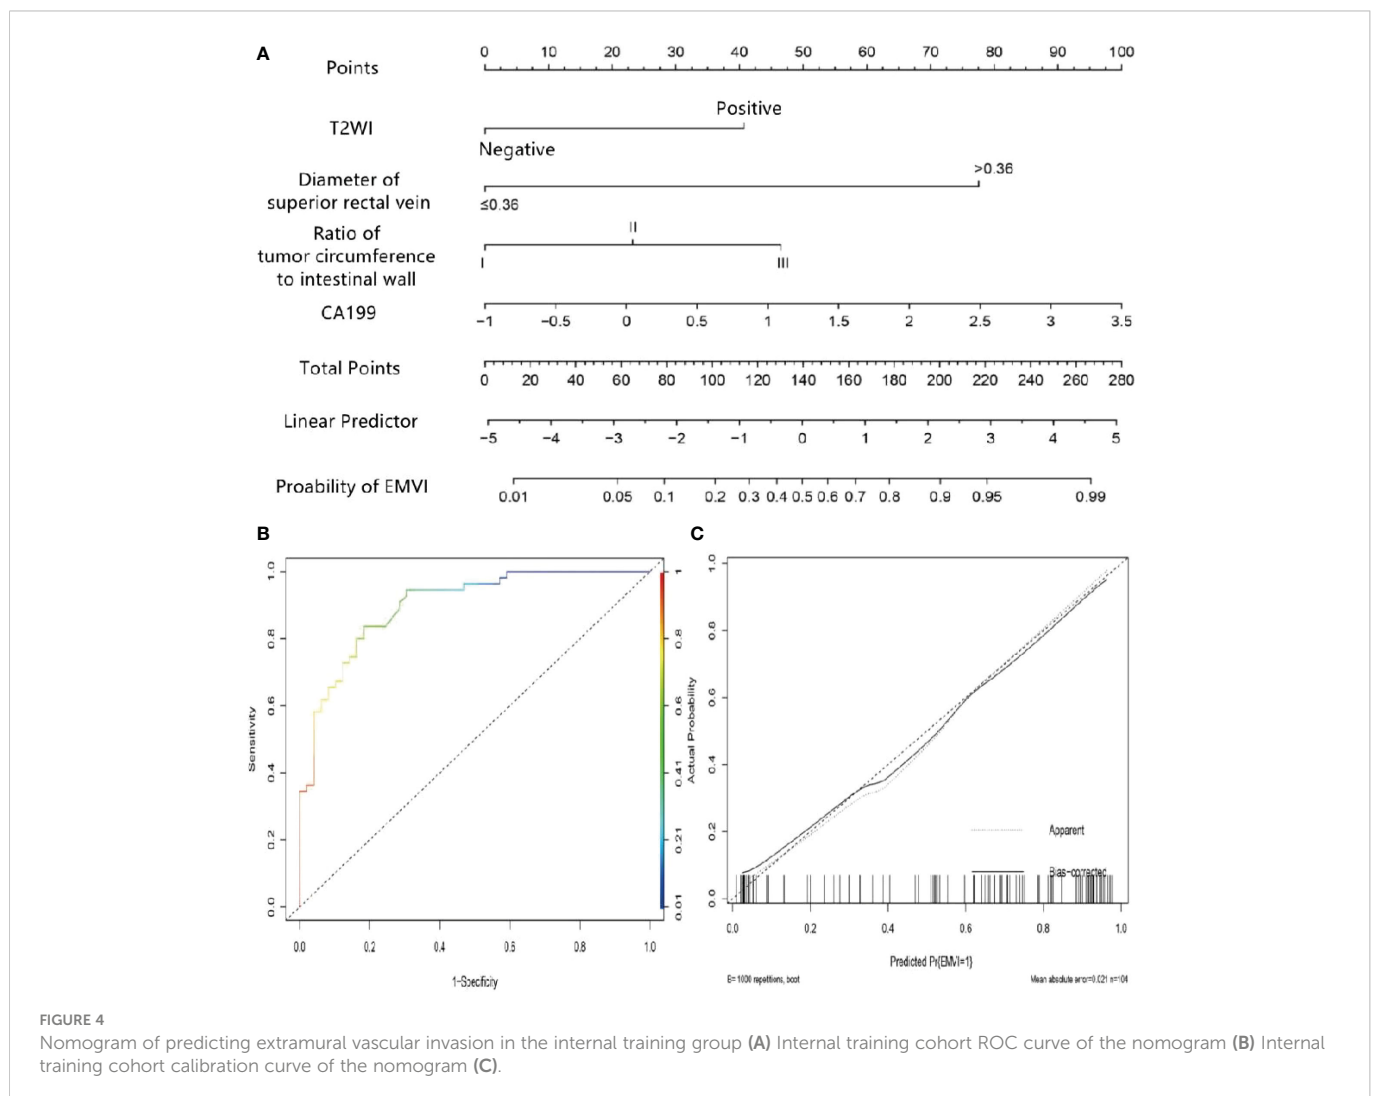 A
Points
0 10 20 30 40 50 60 70 80 90 100
T2WI
Positive
Negative
Diameter of
superior rectal vein
>0.36
≤0.36
Ratio of
tumor circumference
to intestinal wall
II
I
III
CA199
−1 −0.5 0 0.5 1 1.5 2 2.5 3 3.5
Total Points
0 20 40 60 80 100 120 140 160 180 200 220 240 260 280
Linear Predictor
−5 −4 −3 −2 −1 0 1 2 3 4 5
Proability of EMVI
0.01 0.05 0.1 0.2 0.3 0.4 0.5 0.6 0.7 0.8 0.9 0.95 0.99
B
Sensitivity
1.0
0.8
0.6
0.4
0.2
0.0
0.0 0.2 0.4 0.6 0.8 1.0
1-Specificity
1
0.8
0.6
0.41
0.21
0.01
C
Actual Probability
1.0
0.8
0.6
0.4
0.2
0.0
Apparent
Bias-corrected
0.0 0.2 0.4 0.6 0.8 1.0
Predicted Pr{EMVI=1}
B= 1000 repetitions, boot
Mean absolute error=0.021 n=104
FIGURE 4
Nomogram of predicting extramural vascular invasion in the internal training group (A) Internal training cohort ROC curve of the nomogram (B) Internal
training cohort calibration curve of the nomogram (C).